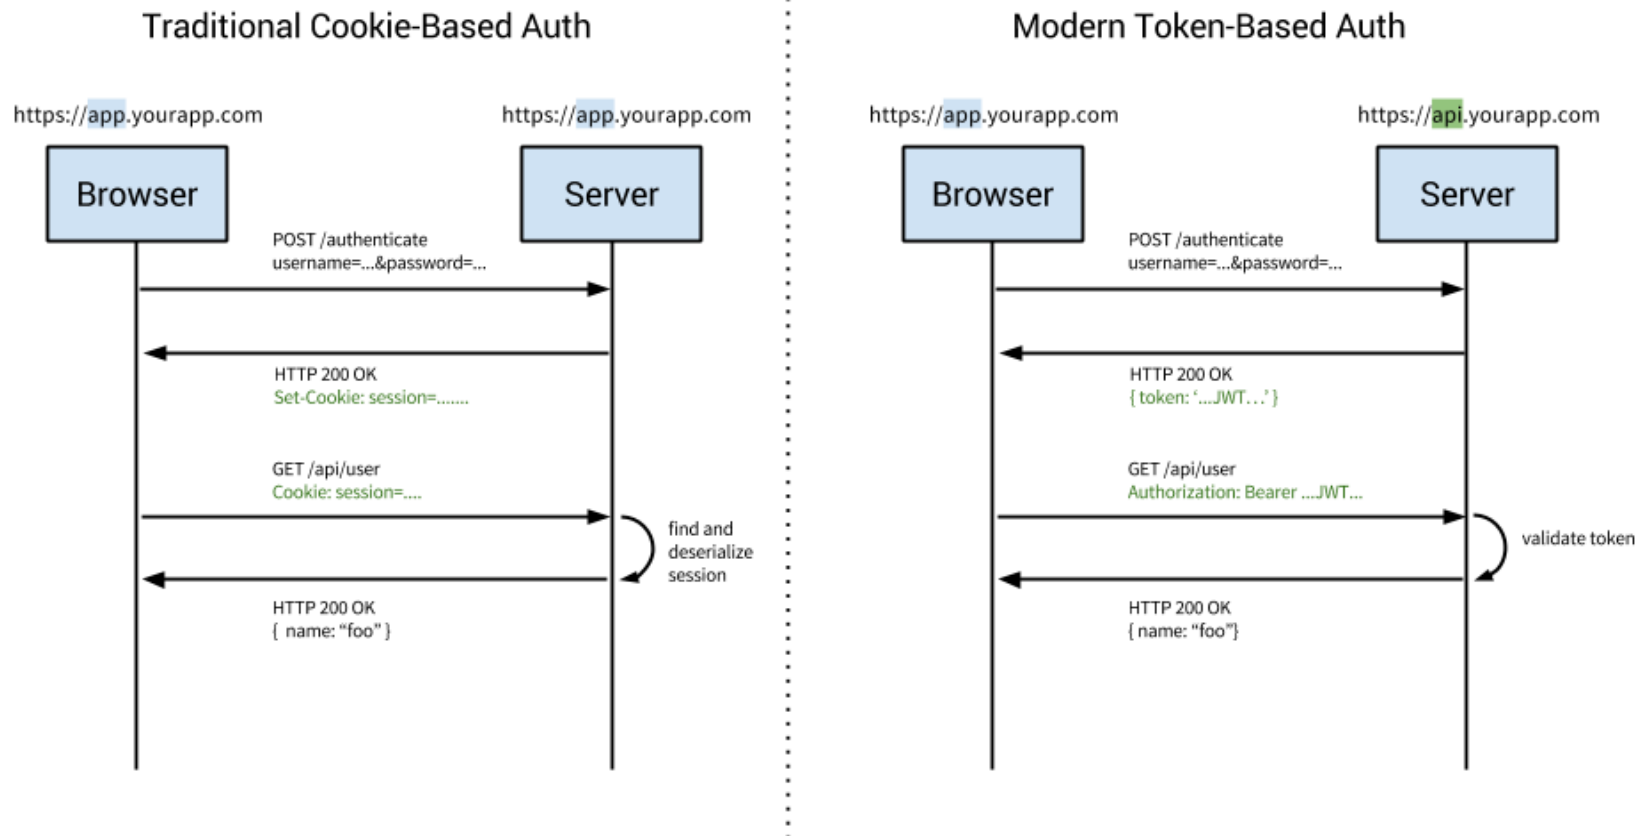 Traditional Cookie-Based Auth
https://app.yourapp.com
https://app.yourapp.com
Browser
Server
POST /authenticate
username=...&password=...
HTTP 200 OK
Set-Cookie: session=.......
GET /api/user
Cookie: session=....
find and
deserialize
session
HTTP 200 OK
{ name: “foo” }
Modern Token-Based Auth
https://app.yourapp.com
https://api.yourapp.com
Browser
Server
POST /authenticate
username=...&password=...
HTTP 200 OK
{ token: ‘...JWT...’ }
GET /api/user
Authorization: Bearer ...JWT...
validate token
HTTP 200 OK
{ name: “foo”}